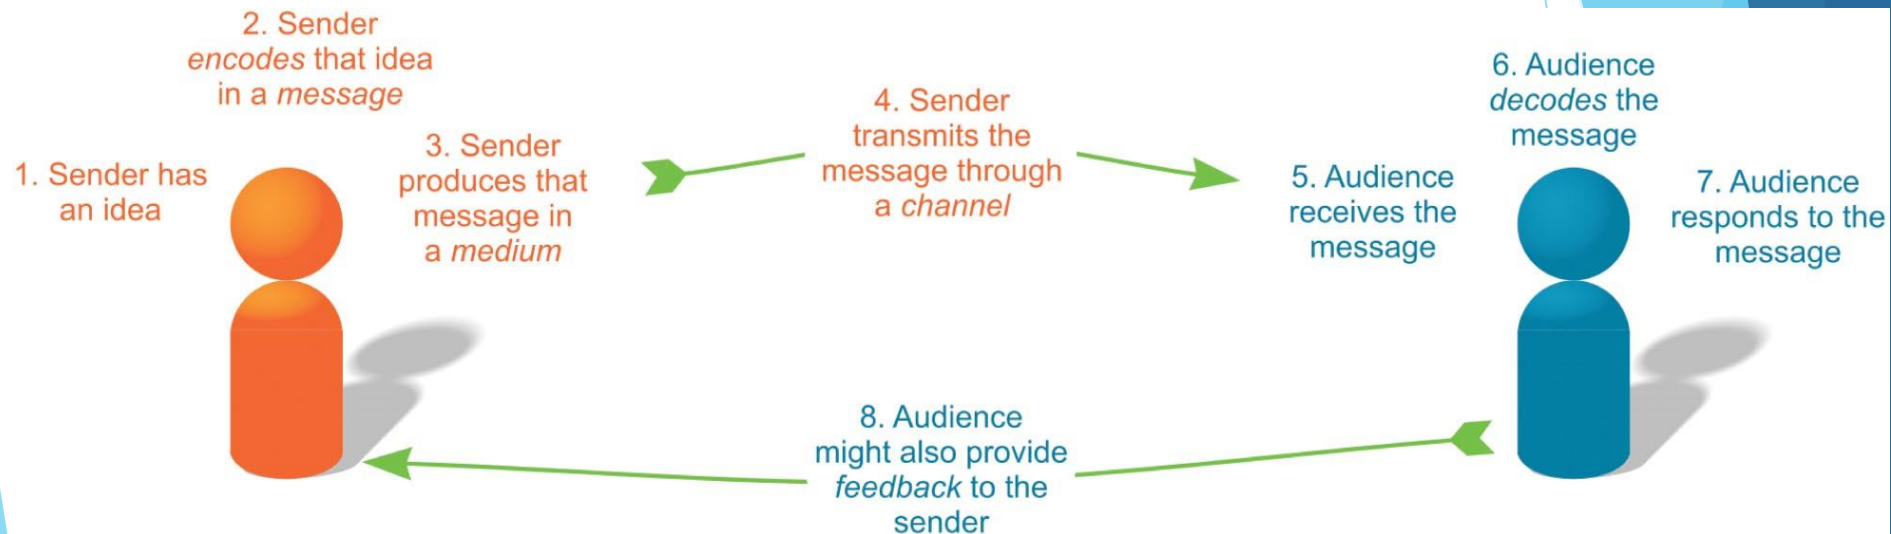 1. Sender has
an idea
2. Sender
encodes that idea
in a message
3. Sender
produces that
message in
a medium
4. Sender
transmits the
message through
a channel
5. Audience
receives the
message
6. Audience
decodes the
message
7. Audience
responds to the
message
8. Audience
might also provide
feedback to the
sender